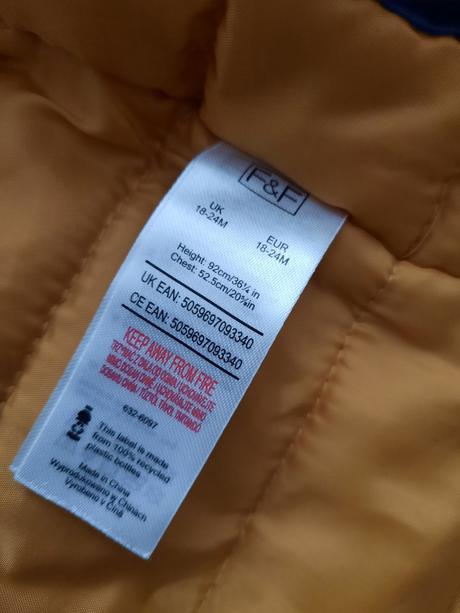 F&F
UK
18-24M
EUR
18-24M
Height: 92cm/36¼ in
Chest: 52.5cm/20¾in
UK EAN: 5059697093340
CE EAN: 5059697093340
KEEP AWAY FROM FIRE
632-6097
This label is made
from 100% recycled
plastic bottles
Made in China
Wyprodukowano w Chinach
Vyrobeno v Číně